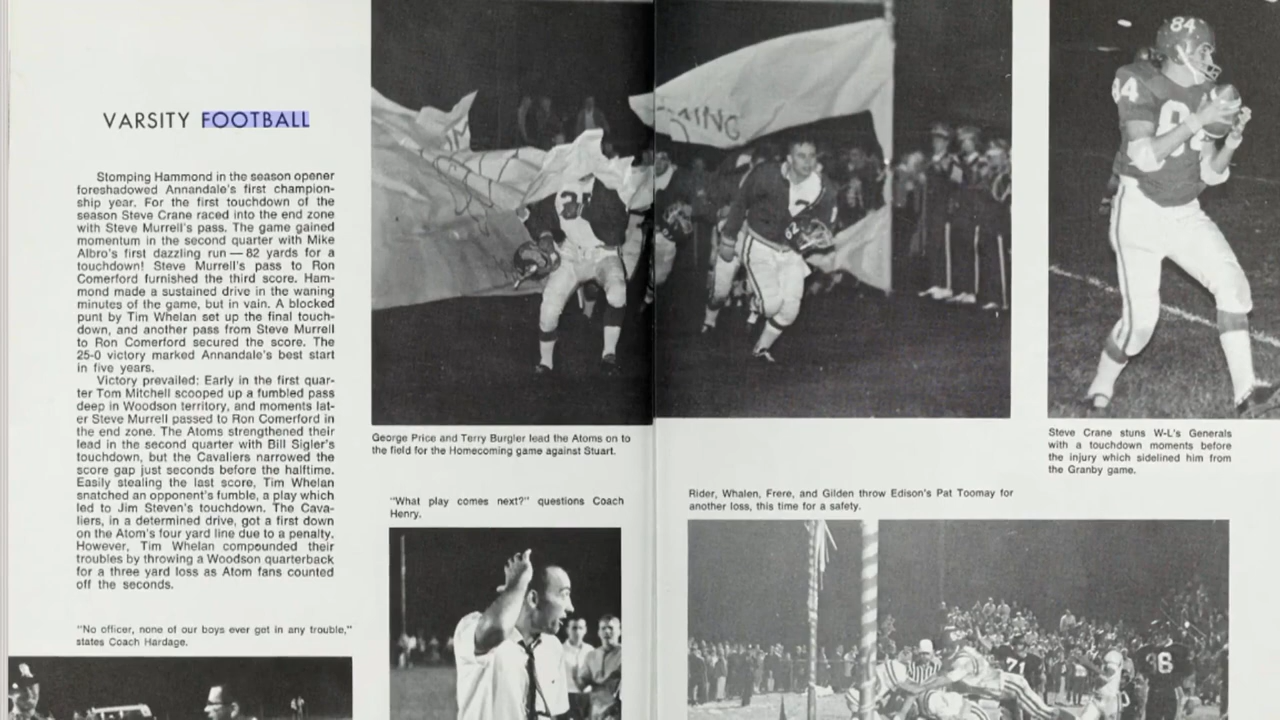 VARSITY FOOTBALL
Stomping Hammond in the season opener
foreshadowed Annandale's first champion-
ship year. For the first touchdown of the
season Steve Crane raced into the end zone
with Steve Murrell's pass. The game gained
momentum in the second quarter with Mike
Albro's first dazzling run — 82 yards for a
touchdown! Steve Murrell's pass to Ron
Comerford furnished the third score. Ham-
mond made a sustained drive in the waning
minutes of the game, but in vain. A blocked
punt by Tim Whelan set up the final touch-
down, and another pass from Steve Murrell
to Ron Comerford secured the score. The
25-0 victory marked Annandale's best start
in five years.
Victory prevailed: Early in the first quar-
ter Tom Mitchell scooped up a fumbled pass
deep in Woodson territory, and moments lat-
er Steve Murrell passed to Ron Comerford in
the end zone. The Atoms strengthened their
lead in the second quarter with Bill Sigler's
touchdown, but the Cavaliers narrowed the
score gap just seconds before the halftime.
Easily stealing the last score, Tim Whelan
snatched an opponent's fumble, a play which
led to Jim Steven's touchdown. The Cava-
liers, in a determined drive, got a first down
on the Atom's four yard line due to a penalty.
However, Tim Whelan compounded their
troubles by throwing a Woodson quarterback
for a three yard loss as Atom fans counted
off the seconds.
"No officer, none of our boys ever get in any trouble,"
states Coach Hardage.
George Price and Terry Burgler lead the Atoms on to
the field for the Homecoming game against Stuart.
"What play comes next?" questions Coach
Henry.
Rider, Whalen, Frere, and Gilden throw Edison's Pat Toomay for
another loss, this time for a safety.
Steve Crane stuns W-L's Generals
with a touchdown moments before
the injury which sidelined him from
the Granby game.
84
84
62
71